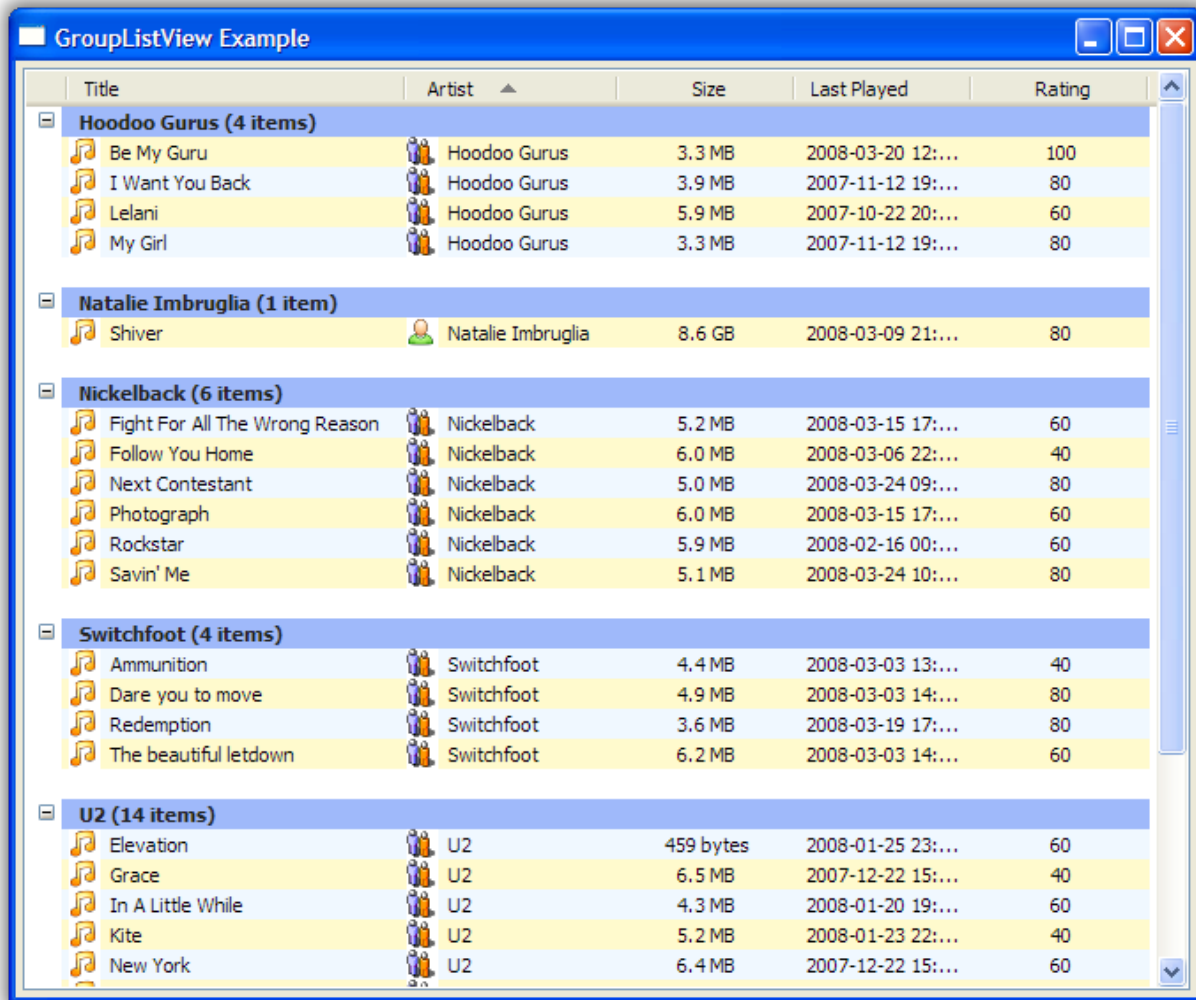 GroupListView Example
Title Artist Size Last Played Rating
Hoodoo Gurus (4 items)
Be My Guru Hoodoo Gurus 3.3 MB 2008-03-20 12:... 100
I Want You Back Hoodoo Gurus 3.9 MB 2007-11-12 19:... 80
Lelani Hoodoo Gurus 5.9 MB 2007-10-22 20:... 60
My Girl Hoodoo Gurus 3.3 MB 2007-11-12 19:... 80
Natalie Imbruglia (1 item)
Shiver Natalie Imbruglia 8.6 GB 2008-03-09 21:... 80
Nickelback (6 items)
Fight For All The Wrong Reason Nickelback 5.2 MB 2008-03-15 17:... 60
Follow You Home Nickelback 6.0 MB 2008-03-06 22:... 40
Next Contestant Nickelback 5.0 MB 2008-03-24 09:... 80
Photograph Nickelback 6.0 MB 2008-03-15 17:... 60
Rockstar Nickelback 5.9 MB 2008-02-16 00:... 60
Savin' Me Nickelback 5.1 MB 2008-03-24 10:... 80
Switchfoot (4 items)
Ammunition Switchfoot 4.4 MB 2008-03-03 13:... 40
Dare you to move Switchfoot 4.9 MB 2008-03-03 14:... 80
Redemption Switchfoot 3.6 MB 2008-03-19 17:... 80
The beautiful letdown Switchfoot 6.2 MB 2008-03-03 14:... 60
U2 (14 items)
Elevation U2 459 bytes 2008-01-25 23:... 60
Grace U2 6.5 MB 2007-12-22 15:... 40
In A Little While U2 4.3 MB 2008-01-20 19:... 60
Kite U2 5.2 MB 2008-01-23 22:... 40
New York U2 6.4 MB 2007-12-22 15:... 60